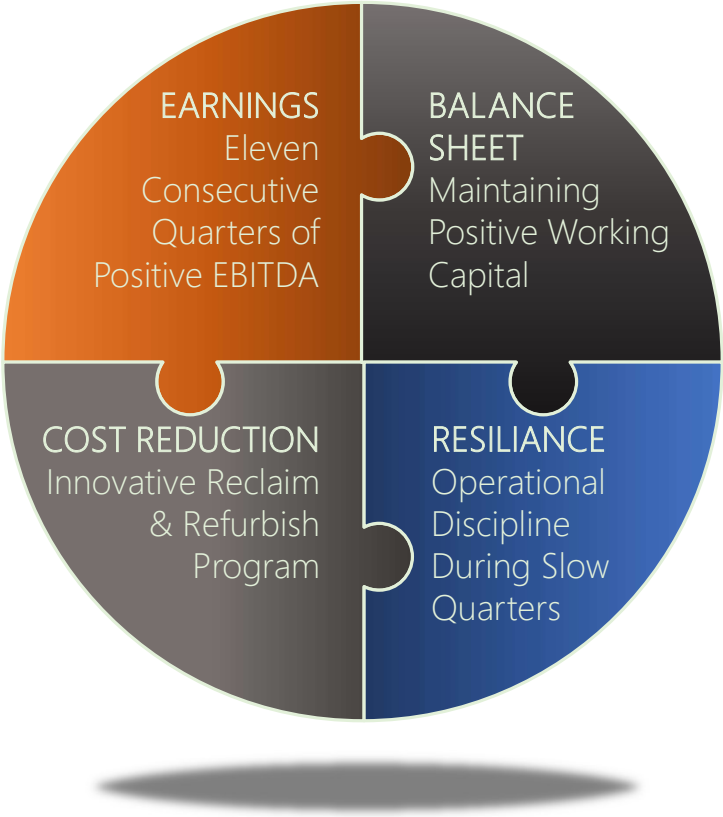 EARNINGS
Eleven
Consecutive
Quarters of
Positive EBITDA
BALANCE
SHEET
Maintaining
Positive Working
Capital
COST REDUCTION
Innovative Reclaim
& Refurbish
Program
RESILIANCE
Operational
Discipline
During Slow
Quarters